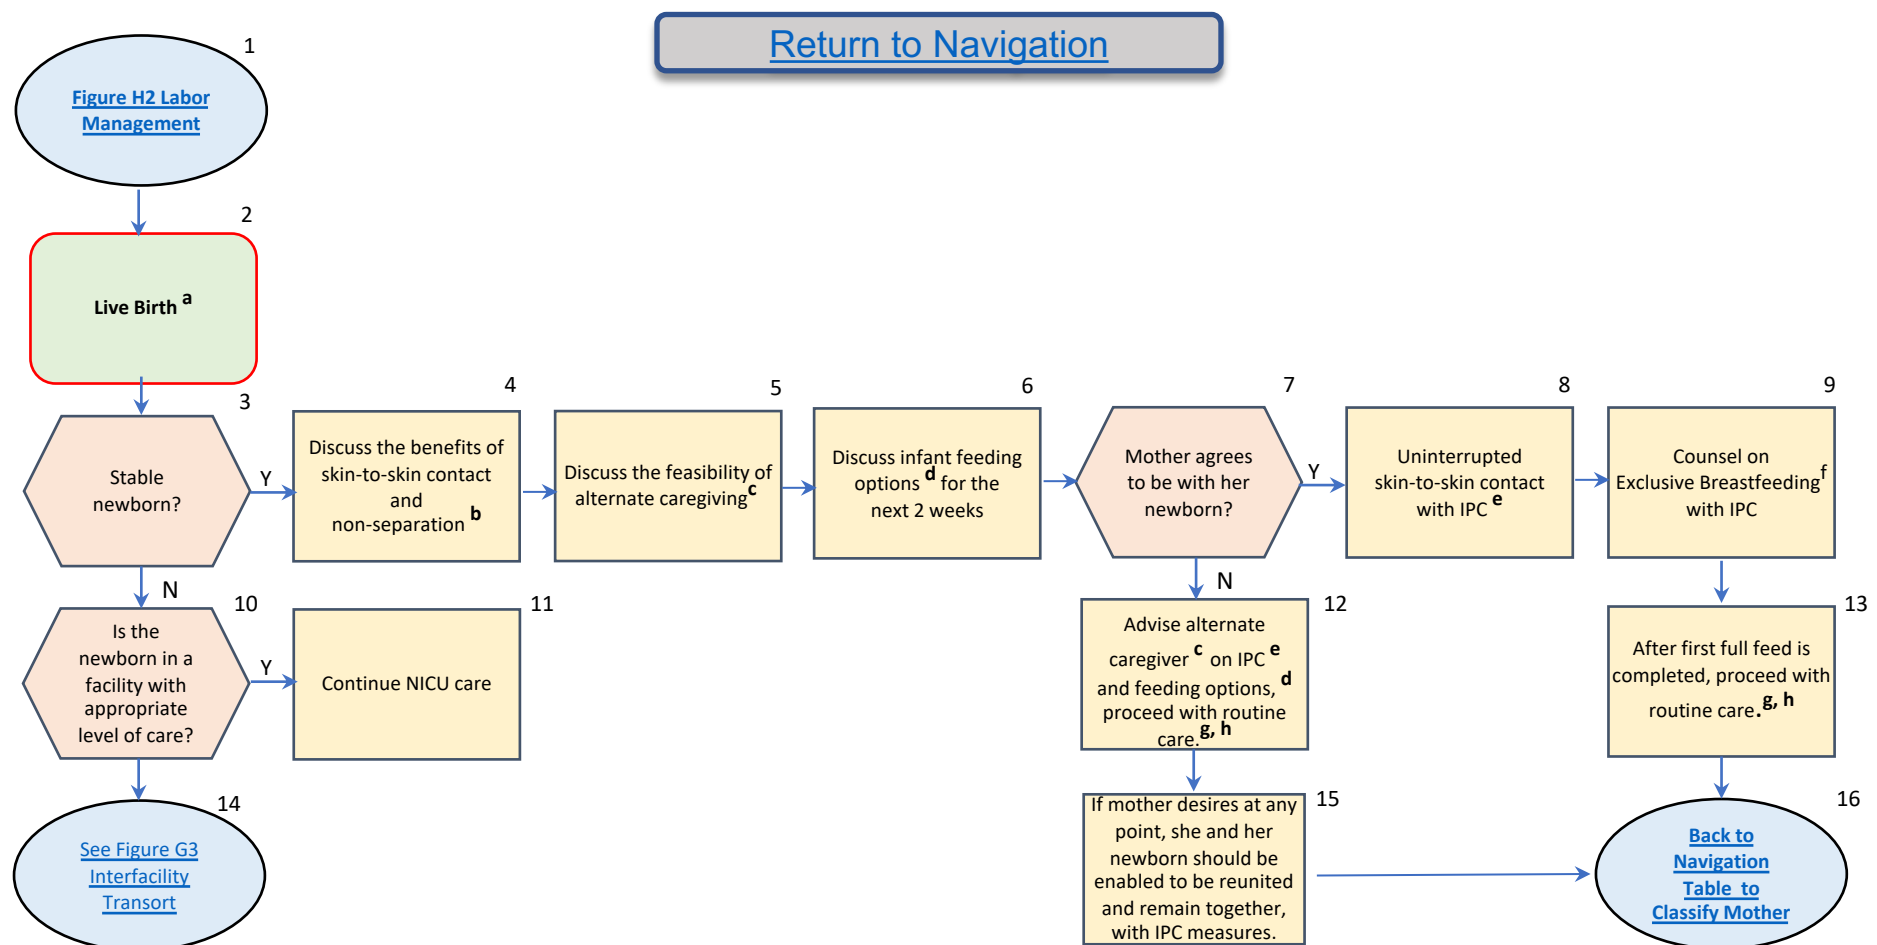 Return to Navigation
1
Figure H2 Labor
Management
2
Live Birth a
3
Stable
newborn?
Y
N
4
Discuss the benefits of
skin-to-skin contact
and
non-separation b
5
Discuss the feasibility of
alternate caregiving c
6
Discuss infant feeding
options d for the
next 2 weeks
7
Mother agrees
to be with her
newborn?
Y
N
8
Uninterrupted
skin-to-skin contact
with IPC e
9
Counsel on
Exclusive Breastfeeding f
with IPC
10
Is the
newborn in a
facility with
appropriate
level of care?
Y
11
Continue NICU care
12
Advise alternate
caregiver c on IPC e
and feeding options, d
proceed with routine
care. g, h
13
After first full feed is
completed, proceed with
routine care. g, h
14
See Figure G3
Interfacility
Transort
15
If mother desires at any
point, she and her
newborn should be
enabled to be reunited
and remain together,
with IPC measures.
16
Back to
Navigation
Table to
Classify Mother